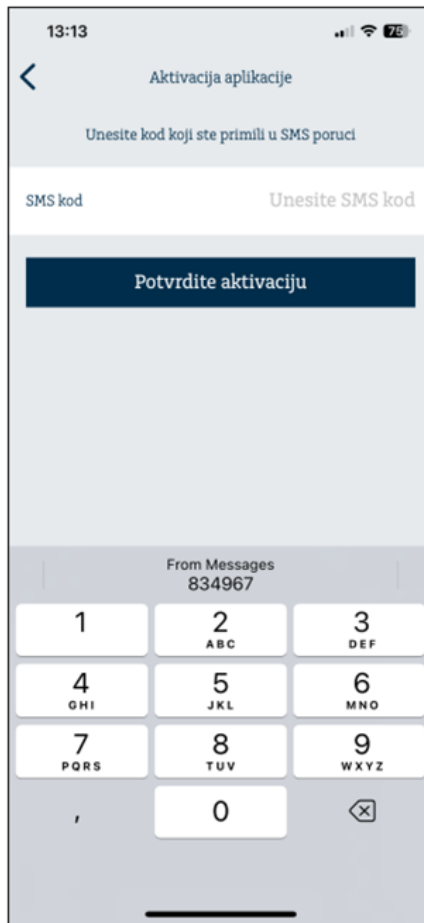 13:13
75
Aktivacija aplikacije
Unesite kod koji ste primili u SMS poruci
SMS kod Unesite SMS kod
Potvrdite aktivaciju
From Messages
834967
1 2 3
ABC DEF
4 5 6
GHI JKL MNO
7 8 9
PQRS TUV WXYZ
, 0